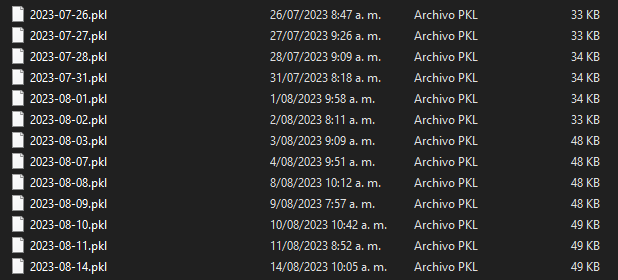 2023-07-26.pkl 26/07/2023 8:47 a. m. Archivo PKL 33 KB
2023-07-27.pkl 27/07/2023 9:26 a. m. Archivo PKL 33 KB
2023-07-28.pkl 28/07/2023 9:09 a. m. Archivo PKL 34 KB
2023-07-31.pkl 31/07/2023 8:18 a. m. Archivo PKL 34 KB
2023-08-01.pkl 1/08/2023 9:58 a. m. Archivo PKL 34 KB
2023-08-02.pkl 2/08/2023 8:11 a. m. Archivo PKL 33 KB
2023-08-03.pkl 3/08/2023 9:09 a. m. Archivo PKL 48 KB
2023-08-07.pkl 4/08/2023 9:51 a. m. Archivo PKL 48 KB
2023-08-08.pkl 8/08/2023 10:12 a. m. Archivo PKL 48 KB
2023-08-09.pkl 9/08/2023 7:57 a. m. Archivo PKL 48 KB
2023-08-10.pkl 10/08/2023 10:42 a. m. Archivo PKL 49 KB
2023-08-11.pkl 11/08/2023 8:52 a. m. Archivo PKL 49 KB
2023-08-14.pkl 14/08/2023 10:05 a. m. Archivo PKL 49 KB